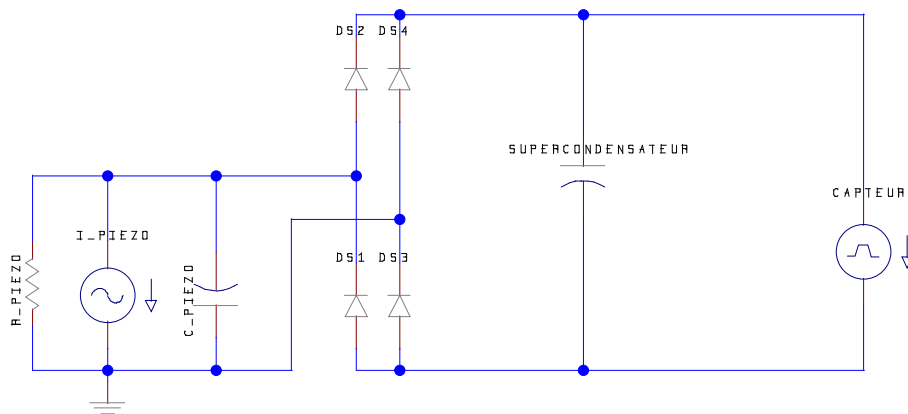 DS2 DS4
SUPERCONDENSATEUR
CAPTEUR
I_PIEZO
R_PIEZO
C_PIEZO
DS1 DS3